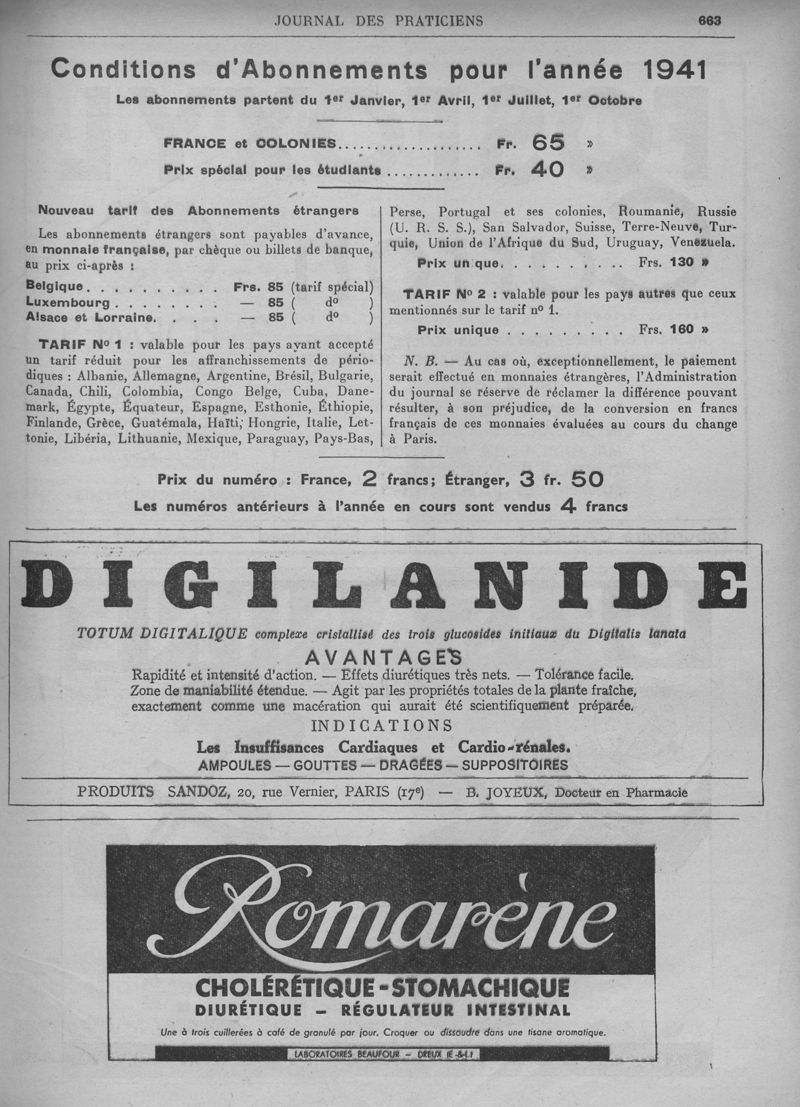 JOURNAL DES PRATICIENS 663
Conditions d'Abonnements pour l'année 1941
Les abonnements partent du 1er Janvier, 1er Avril, 1er Juillet, 1er Octobre
FRANCE et COLONIES.................... Fr. 65 »
Prix spécial pour les étudiants ............. Fr. 40 »
Nouveau tarif des Abonnements étrangers
Les abonnements étrangers sont payables d'avance,
en monnaie française, par chèque ou billets de banque,
au prix ci-après :
Belgique. . . . . . . . . . Frs. 85 (tarif spécial)
Luxembourg . . . . . . . . — 85 ( d° )
Alsace et Lorraine. . . . — 85 ( d° )
TARIF No 1 : valable pour les pays ayant accepté
un tarif réduit pour les affranchissements de pério-
diques : Albanie, Allemagne, Argentine, Brésil, Bulgarie,
Canada, Chili, Colombia, Congo Belge, Cuba, Dane-
mark, Égypte, Équateur, Espagne, Esthonie, Éthiopie,
Finlande, Grèce, Guatémala, Haïti; Hongrie, Italie, Let-
tonie, Libéria, Lithuanie, Mexique, Paraguay, Pays-Bas,
Perse, Portugal et ses colonies, Roumanie, Russie
(U. R. S. S.), San Salvador, Suisse, Terre-Neuve, Tur-
quie, Union de l'Afrique du Sud, Uruguay, Venezuela.
Prix un que. . . . . . . . . . Frs. 130 »
TARIF No 2 : valable pour les pays autres que ceux
mentionnés sur le tarif no 1.
Prix unique . . . . . . . . . Frs. 160 »
N. B. — Au cas où, exceptionnellement, le paiement
serait effectué en monnaies étrangères, l'Administration
du journal se réserve de réclamer la différence pouvant
résulter, à son préjudice, de la conversion en francs
français de ces monnaies évaluées au cours du change
à Paris.
Prix du numéro : France, 2 francs; Étranger, 3 fr. 50
Les numéros antérieurs à l'année en cours sont vendus 4 francs
DIGILANIDE
TOTUM DIGITALIQUE complexe cristallisé des trois glucosides initiaux du Digitalis lanata
AVANTAGES
Rapidité et intensité d'action. — Effets diurétiques très nets. — Tolérance facile.
Zone de maniabilité étendue. — Agit par les propriétés totales de la plante fraîche,
exactement comme une macération qui aurait été scientifiquement préparée.
INDICATIONS
Les Insuffisances Cardiaques et Cardio-rénales.
AMPOULES — GOUTTES — DRAGÉES — SUPPOSITOIRES
PRODUITS SANDOZ, 20, rue Vernier, PARIS (17e) — B. JOYEUX, Docteur en Pharmacie
Romarène
CHOLÉRÉTIQUE - STOMACHIQUE
DIURÉTIQUE — RÉGULATEUR INTESTINAL
Une à trois cuillerées à café de granulé par jour. Croquer ou dissoudre dans une tisane aromatique.
LABORATOIRES BEAUFOUR — DREUX (E-&-L)